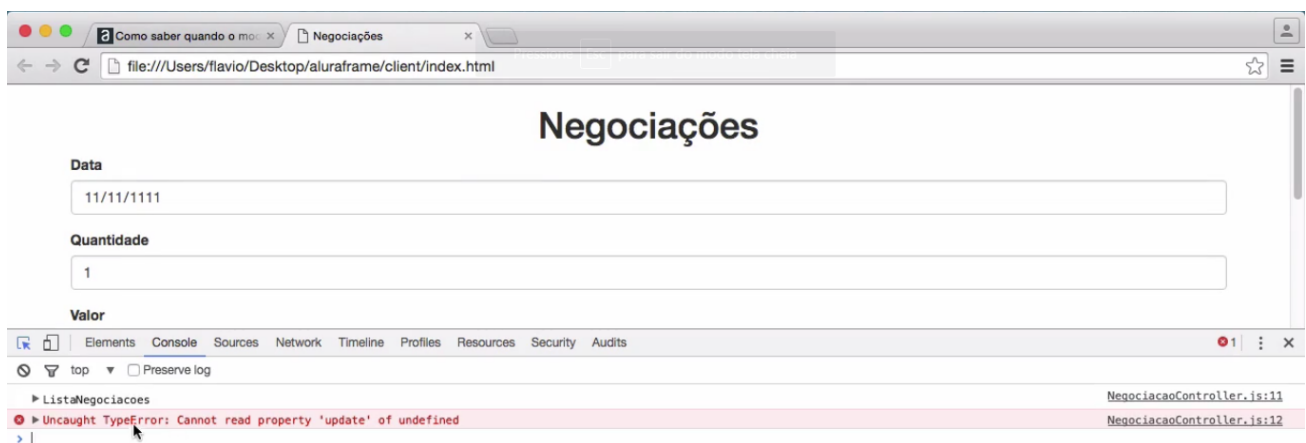 Como saber quando o mo
Negociações
file:///Users/flavio/Desktop/aluraframe/client/index.html
Negociações
Data
11/11/1111
Quantidade
1
Valor
Elements Console Sources Network Timeline Profiles Resources Security Audits 1
top Preserve log
ListaNegociacoes NegociacaoController.js:11
Uncaught TypeError: Cannot read property 'update' of undefined NegociacaoController.js:12